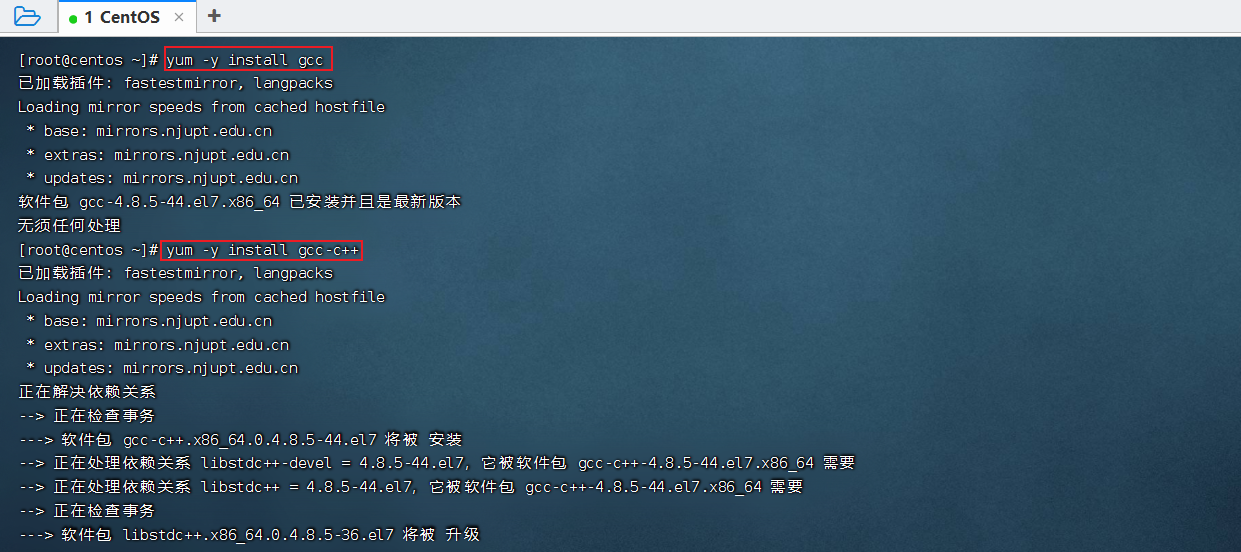 1 CentOS × +
[root@centos ~]# yum -y install gcc
已加载插件: fastestmirror, langpacks
Loading mirror speeds from cached hostfile
* base: mirrors.njupt.edu.cn
* extras: mirrors.njupt.edu.cn
* updates: mirrors.njupt.edu.cn
软件包 gcc-4.8.5-44.el7.x86_64 已安装并且是最新版本
无须任何处理
[root@centos ~]# yum -y install gcc-c++
已加载插件: fastestmirror, langpacks
Loading mirror speeds from cached hostfile
* base: mirrors.njupt.edu.cn
* extras: mirrors.njupt.edu.cn
* updates: mirrors.njupt.edu.cn
正在解决依赖关系
--> 正在检查事务
---> 软件包 gcc-c++.x86_64.0.4.8.5-44.el7 将被 安装
--> 正在处理依赖关系 libstdc++-devel = 4.8.5-44.el7, 它被软件包 gcc-c++-4.8.5-44.el7.x86_64 需要
--> 正在处理依赖关系 libstdc++ = 4.8.5-44.el7, 它被软件包 gcc-c++-4.8.5-44.el7.x86_64 需要
--> 正在检查事务
---> 软件包 libstdc++.x86_64.0.4.8.5-36.el7 将被 升级